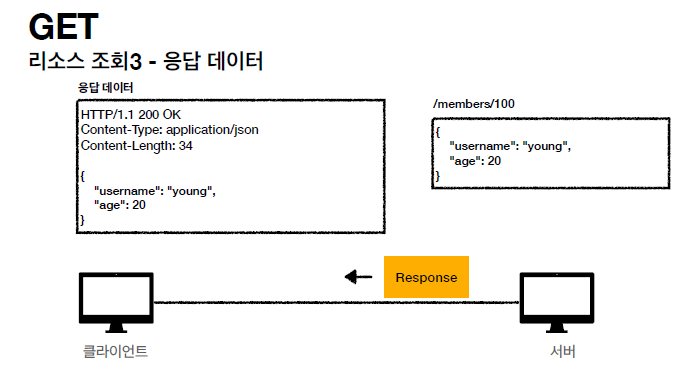 GET
리소스 조회3 - 응답 데이터
응답 데이터
HTTP/1.1 200 OK
Content-Type: application/json
Content-Length: 34
{
"username": "young",
"age": 20
}
/members/100
{
"username": "young",
"age": 20
}
Response
클라이언트
서버